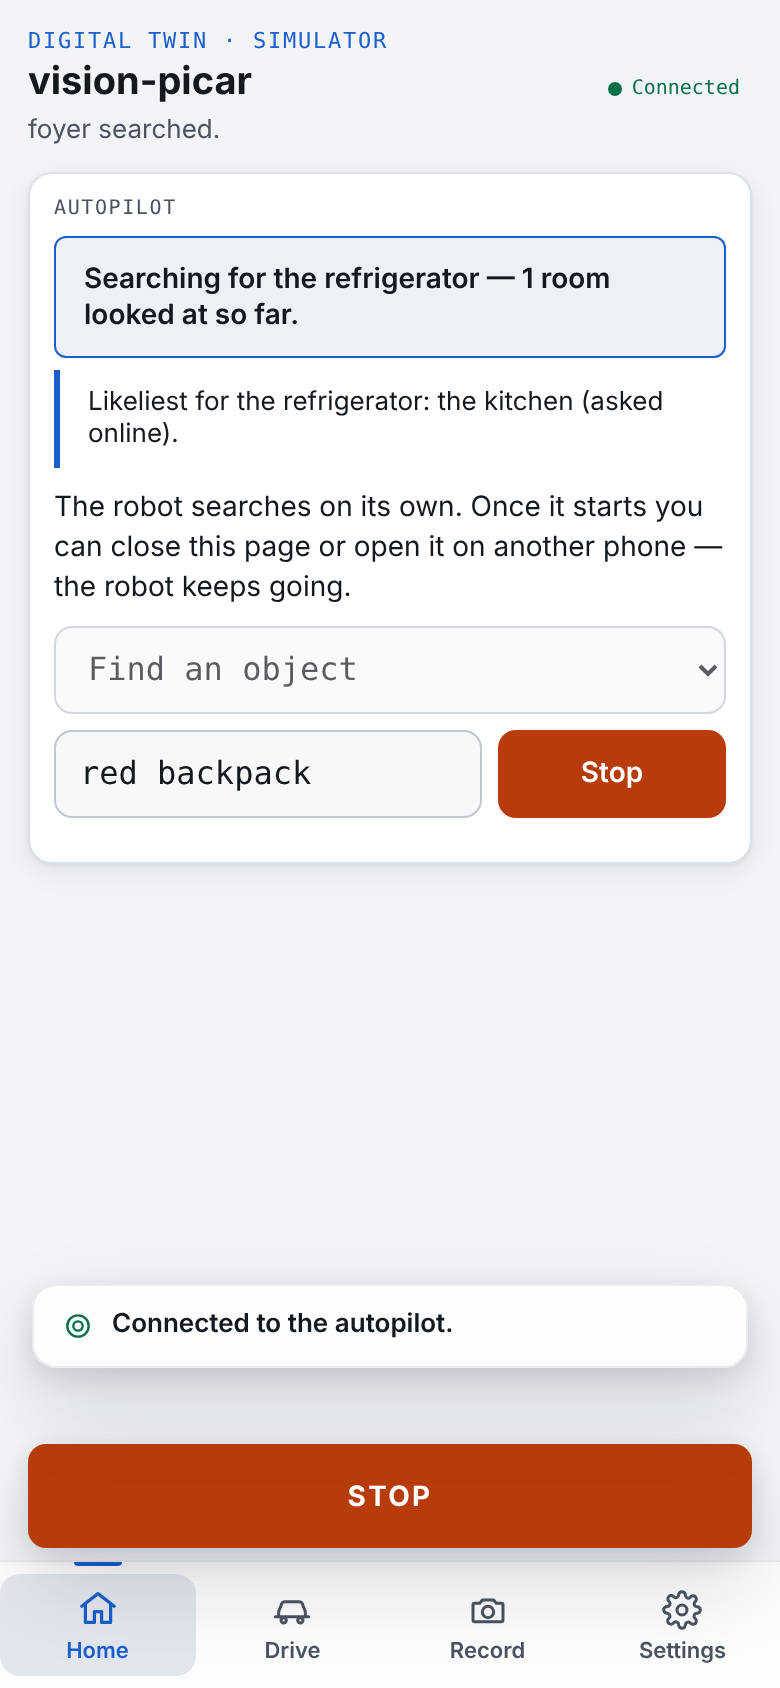 DIGITAL TWIN · SIMULATOR
vision-picar
Connected
foyer searched.
AUTOPILOT
Searching for the refrigerator — 1 room
looked at so far.
Likeliest for the refrigerator: the kitchen (asked
online).
The robot searches on its own. Once it starts you
can close this page or open it on another phone —
the robot keeps going.
Find an object
red backpack
Stop
Connected to the autopilot.
STOP
Home
Drive
Record
Settings